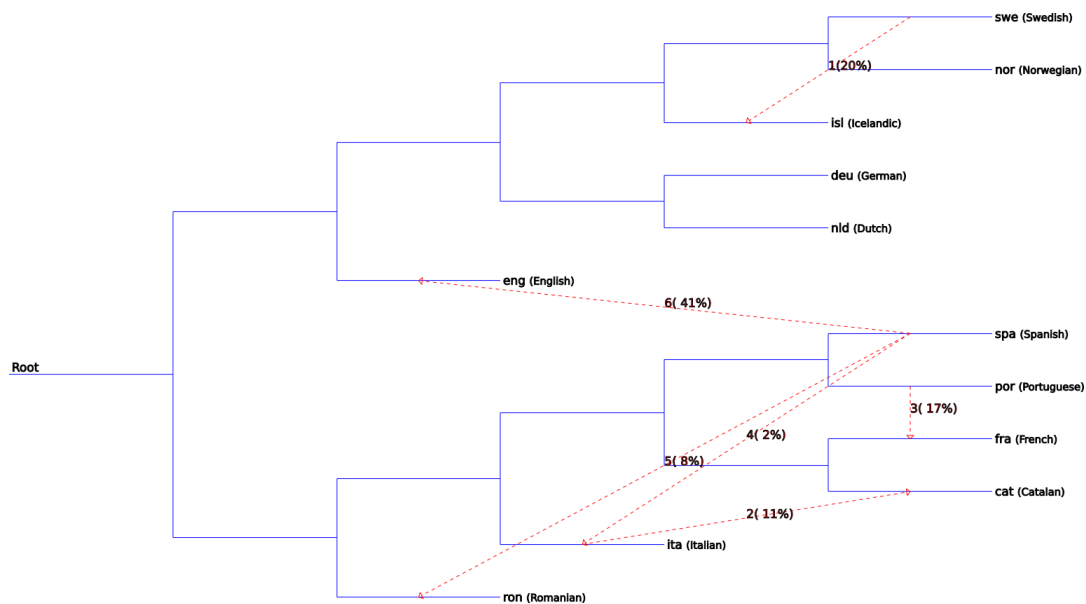 swe (Swedish)
1(20%)
nor (Norwegian)
isl (Icelandic)
deu (German)
nld (Dutch)
eng (English)
6( 41%)
spa (Spanish)
Root
por (Portuguese)
3( 17%)
4( 2%)
fra (French)
5( 8%)
cat (Catalan)
2( 11%)
ita (Italian)
ron (Romanian)